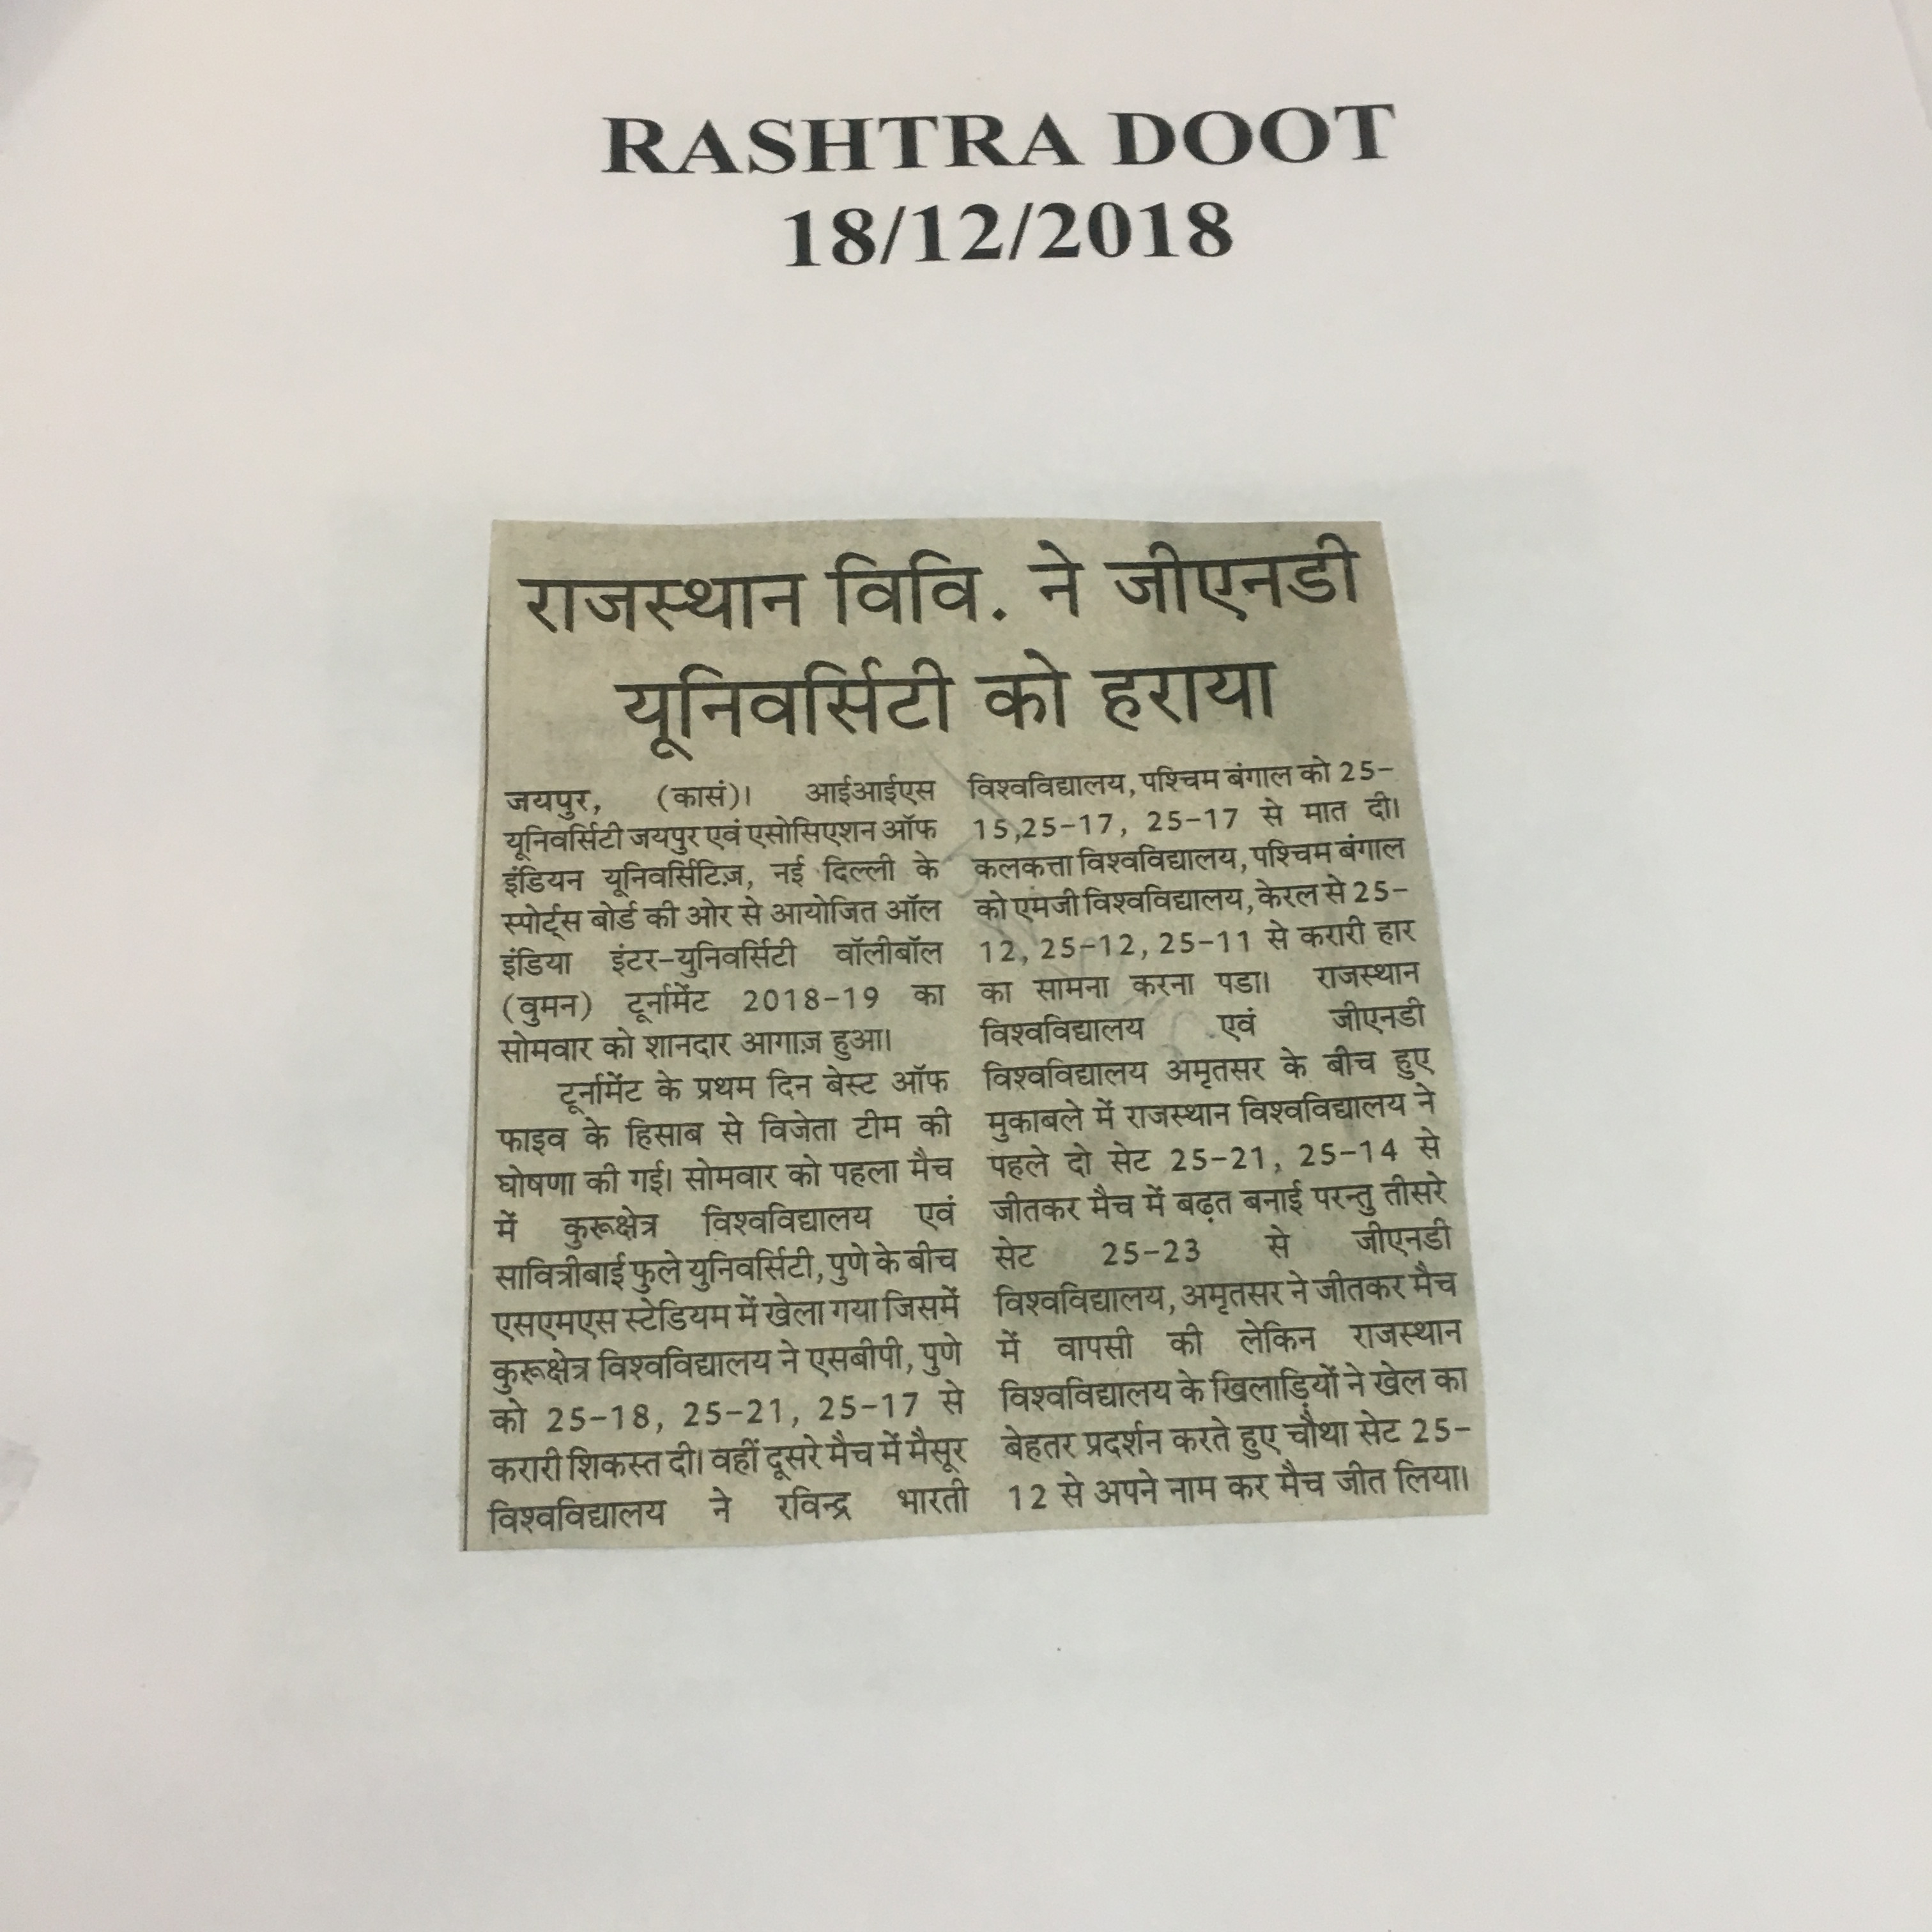 RASHTRA DOOT
18/12/2018
राजस्थान विवि. ने जीएनडी
यूनिवर्सिटी को हराया
जयपुर, (कासं)। आईआईएस
यूनिवर्सिटी जयपुर एवं एसोसिएशन ऑफ
इंडियन यूनिवर्सिटिज़, नई दिल्ली के
स्पोर्ट्स बोर्ड की ओर से आयोजित ऑल
इंडिया इंटर-युनिवर्सिटी वॉलीबॉल
(वुमन) टूर्नामेंट 2018-19 का
सोमवार को शानदार आगाज़ हुआ।
टूर्नामेंट के प्रथम दिन बेस्ट ऑफ
फाइव के हिसाब से विजेता टीम की
घोषणा की गई। सोमवार को पहला मैच
में कुरूक्षेत्र विश्वविद्यालय एवं
सावित्रीबाई फुले युनिवर्सिटी, पुणे के बीच
एसएमएस स्टेडियम में खेला गया जिसमें
कुरूक्षेत्र विश्वविद्यालय ने एसबीपी, पुणे
को 25-18, 25-21, 25-17 से
करारी शिकस्त दी। वहीं दूसरे मैच में मैसूर
विश्वविद्यालय ने रविन्द्र भारती
विश्वविद्यालय, पश्चिम बंगाल को 25-
15,25-17, 25-17 से मात दी।
कलकत्ता विश्वविद्यालय, पश्चिम बंगाल
को एमजी विश्वविद्यालय, केरल से 25-
12, 25-12, 25-11 से करारी हार
का सामना करना पडा। राजस्थान
विश्वविद्यालय एवं जीएनडी
विश्वविद्यालय अमृतसर के बीच हुए
मुकाबले में राजस्थान विश्वविद्यालय ने
पहले दो सेट 25-21, 25-14 से
जीतकर मैच में बढ़त बनाई परन्तु तीसरे
सेट 25-23 से जीएनडी
विश्वविद्यालय, अमृतसर ने जीतकर मैच
में वापसी की लेकिन राजस्थान
विश्वविद्यालय के खिलाड़ियों ने खेल का
बेहतर प्रदर्शन करते हुए चौथा सेट 25-
12 से अपने नाम कर मैच जीत लिया।